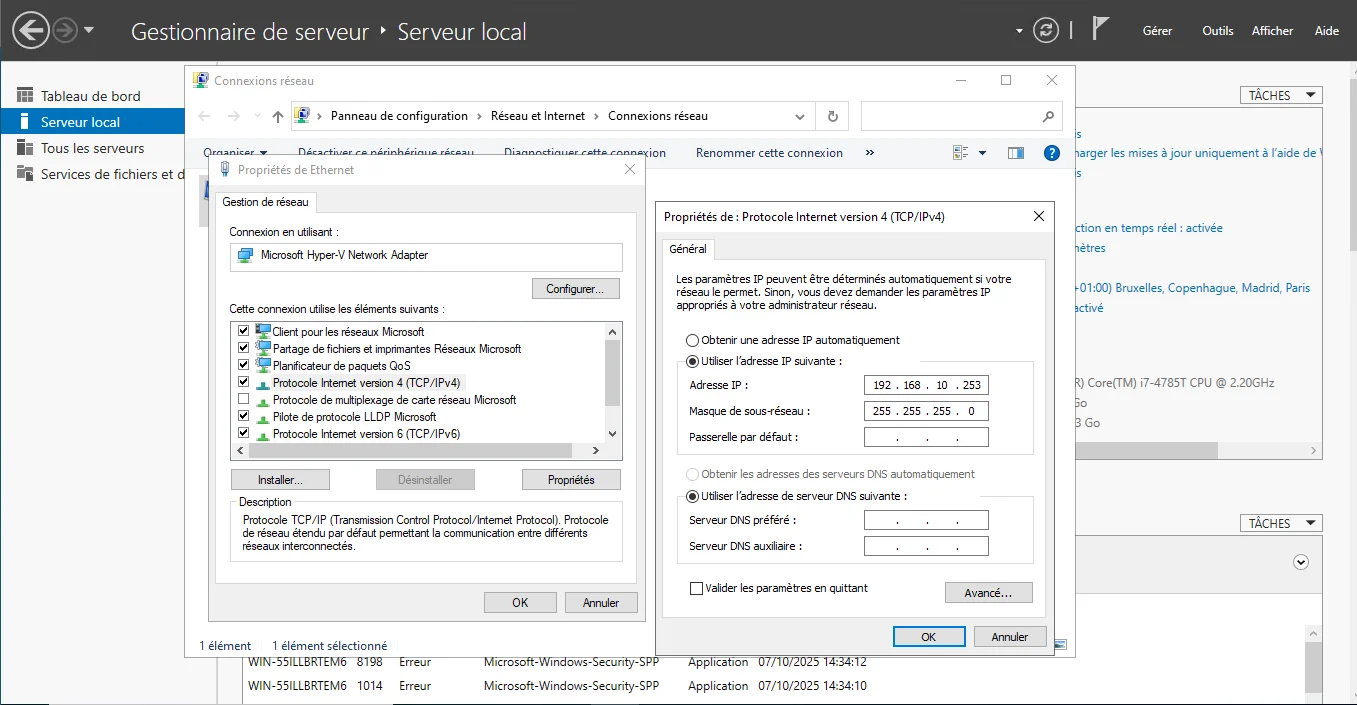 Gestionnaire de serveur ‣ Serveur local
Gérer Outils Afficher Aide
Tableau de bord
Serveur local
Tous les serveurs
Services de fichiers et d
Connexions réseau
Panneau de configuration > Réseau et Internet > Connexions réseau
Organiser Désactiver ce périphérique réseau Diagnostiquer cette connexion Renommer cette connexion »
Propriétés de Ethernet
Gestion de réseau
Connexion en utilisant :
Microsoft Hyper-V Network Adapter
Configurer...
Cette connexion utilise les éléments suivants :
Client pour les réseaux Microsoft
Partage de fichiers et imprimantes Réseaux Microsoft
Planificateur de paquets QoS
Protocole Internet version 4 (TCP/IPv4)
Protocole de multiplexage de carte réseau Microsoft
Pilote de protocole LLDP Microsoft
Protocole Internet version 6 (TCP/IPv6)
Installer... Désinstaller Propriétés
Description
Protocole TCP/IP (Transmission Control Protocol/Internet Protocol). Protocole
de réseau étendu par défaut permettant la communication entre différents
réseaux interconnectés.
OK Annuler
1 élément 1 élément sélectionné
Propriétés de : Protocole Internet version 4 (TCP/IPv4)
Général
Les paramètres IP peuvent être déterminés automatiquement si votre
réseau le permet. Sinon, vous devez demander les paramètres IP
appropriés à votre administrateur réseau.
Obtenir une adresse IP automatiquement
Utiliser l'adresse IP suivante :
Adresse IP : 192 . 168 . 10 . 253
Masque de sous-réseau : 255 . 255 . 255 . 0
Passerelle par défaut : . . .
Obtenir les adresses des serveurs DNS automatiquement
Utiliser l'adresse de serveur DNS suivante :
Serveur DNS préféré : . . .
Serveur DNS auxiliaire : . . .
Valider les paramètres en quittant
Avancé...
OK Annuler
TÂCHES
is
harger les mises à jour uniquement à l'aide de
s
ction en temps réel : activée
mètres
+01:00) Bruxelles, Copenhague, Madrid, Paris
activé
R) Core(TM) i7-4785T CPU @ 2.20GHz
Go
3 Go
TÂCHES
WIN-55ILLBRTEM6 8198 Erreur Microsoft-Windows-Security-SPP Application 07/10/2025 14:34:12
WIN-55ILLBRTEM6 1014 Erreur Microsoft-Windows-Security-SPP Application 07/10/2025 14:34:10